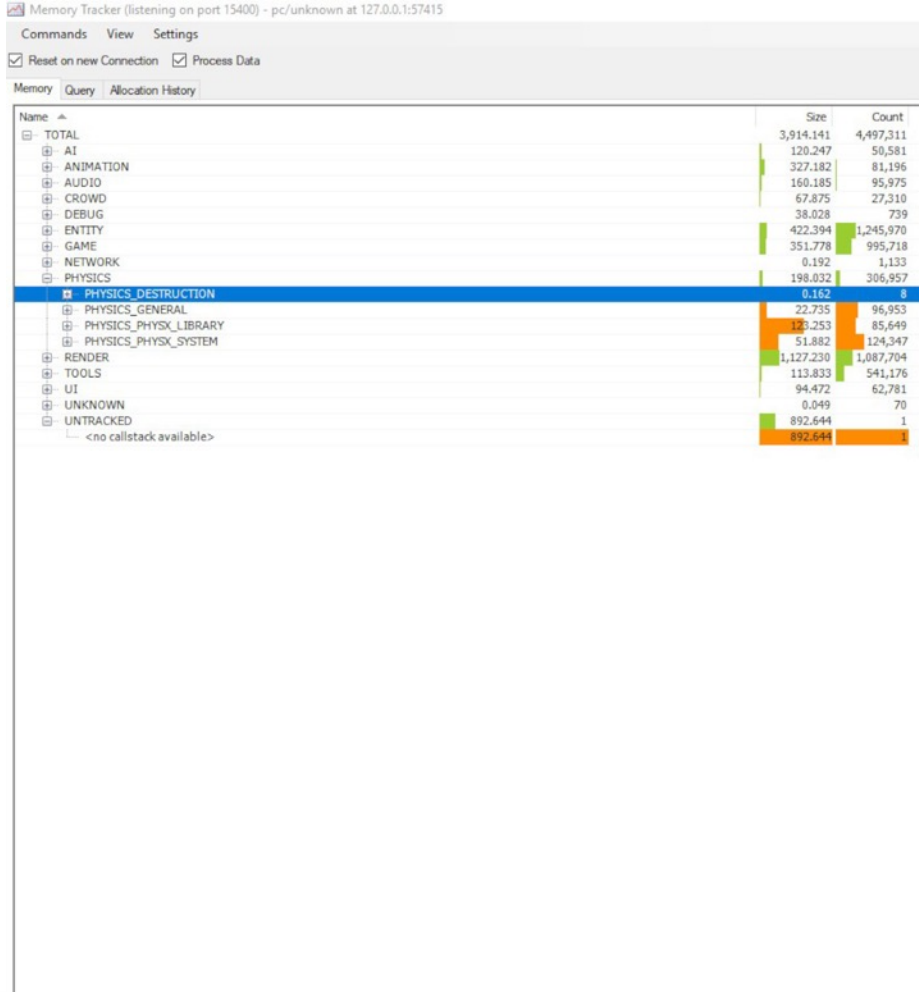 Memory Tracker (listening on port 15400) - pc/unknown at 127.0.0.1:57415
Commands View Settings
Reset on new Connection Process Data
Memory Query Allocation History
Name Size Count
TOTAL 3,914.141 4,497,311
AI 120.247 50,581
ANIMATION 327.182 81,196
AUDIO 160.185 95,975
CROWD 67.875 27,310
DEBUG 38.028 739
ENTITY 422.394 1,245,970
GAME 351.778 995,718
NETWORK 0.192 1,133
PHYSICS 198.032 306,957
PHYSICS_DESTRUCTION 0.162 8
PHYSICS_GENERAL 22.735 96,953
PHYSICS_PHYSX_LIBRARY 123.253 85,649
PHYSICS_PHYSX_SYSTEM 51.882 124,347
RENDER 1,127.230 1,087,704
TOOLS 113.833 541,176
UI 94.472 62,781
UNKNOWN 0.049 70
UNTRACKED 892.644 1
<no callstack available> 892.644 1